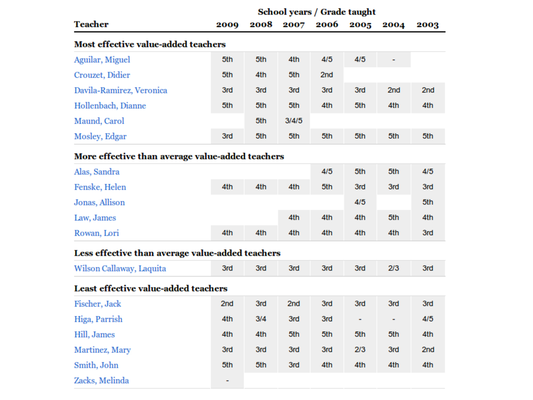 School years / Grade taught
Teacher 2009 2008 2007 2006 2005 2004 2003
Most effective value-added teachers
Aguilar, Miguel 5th 5th 4th 4/5 4/5 -
Crouzet, Didier 5th 4th 5th 2nd
Davila-Ramirez, Veronica 3rd 3rd 3rd 3rd 3rd 2nd 2nd
Hollenbach, Dianne 5th 5th 5th 4th 5th 4th 4th
Maund, Carol 5th 3/4/5
Mosley, Edgar 3rd 5th 5th 5th 5th 5th 5th
More effective than average value-added teachers
Alas, Sandra 4/5 5th 5th 4/5
Fenske, Helen 4th 4th 4th 5th 3rd 3rd 3rd
Jonas, Allison 4/5 5th
Law, James 4th 4th 4th 5th 4th
Rowan, Lori 4th 4th 4th 4th 4th 4th 3rd
Less effective than average value-added teachers
Wilson Callaway, Laquita 3rd 3rd 3rd 3rd 3rd 2/3 3rd
Least effective value-added teachers
Fischer, Jack 2nd 3rd 2nd 3rd 3rd 3rd 3rd
Higa, Parrish 4th 3/4 3rd 3rd - - 4/5
Hill, James 4th 4th 5th 5th 5th 5th 4th
Martinez, Mary 3rd 3rd 3rd 3rd 2/3 3rd 2nd
Smith, John 5th 5th 3rd 4th 4th 4th 4th
Zacks, Melinda -